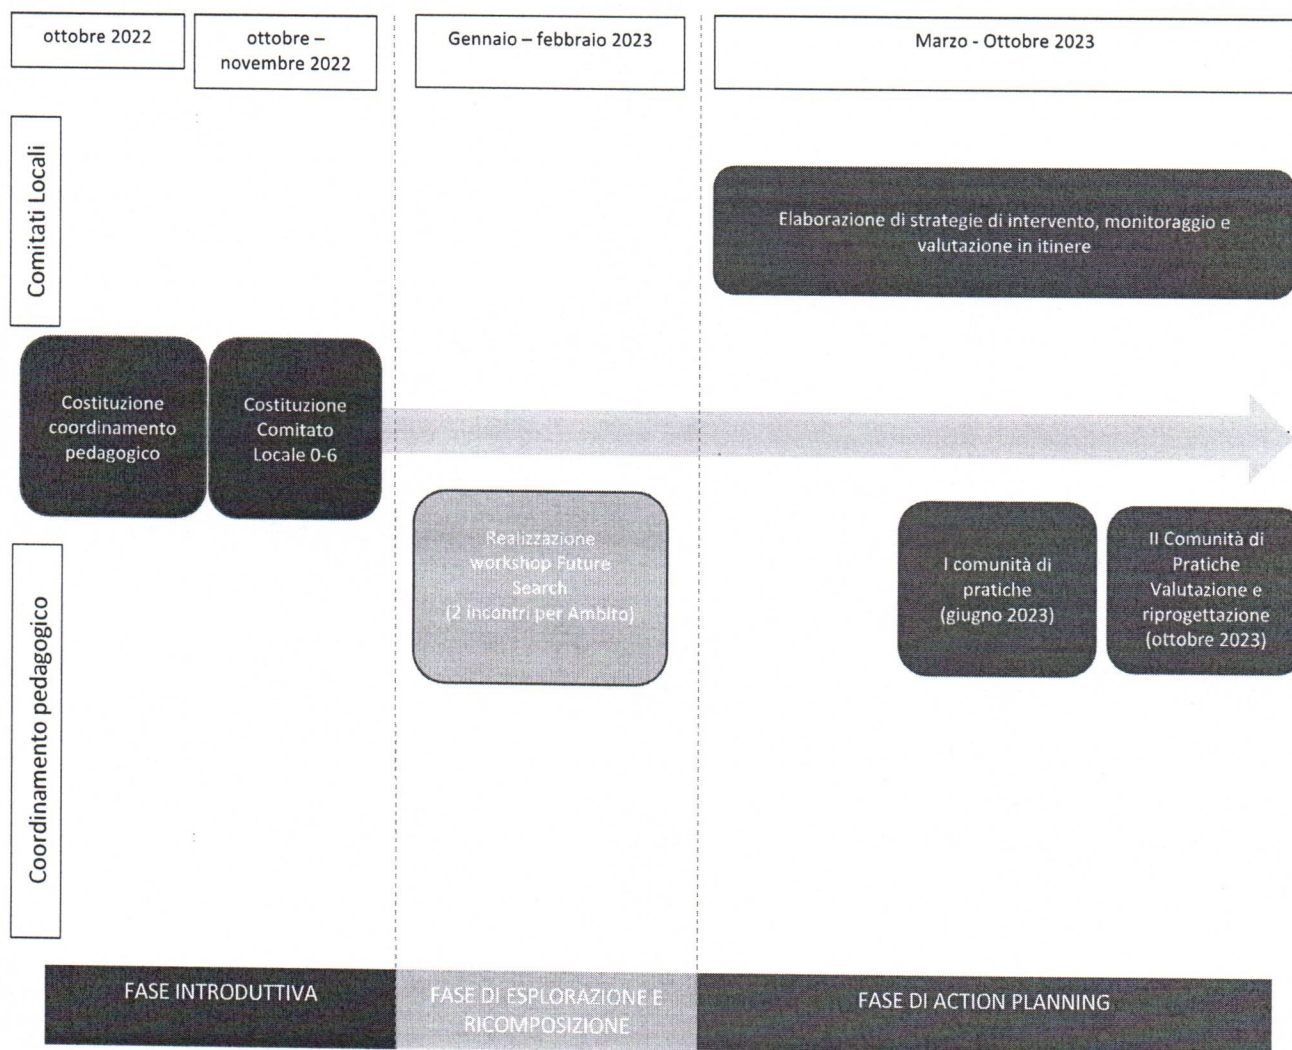 ottobre 2022
ottobre –
novembre 2022
Gennaio – febbraio 2023
Marzo - Ottobre 2023
Comitati Locali
Elaborazione di strategie di intervento, monitoraggio e
valutazione in itinere
Costituzione
coordinamento
pedagogico
Costituzione
Comitato
Locale 0-6
Coordinamento pedagogico
Realizzazione
workshop Future
Search
(2 incontri per Ambito)
I comunità di
pratiche
(giugno 2023)
II Comunità di
Pratiche
Valutazione e
riprogettazione
(ottobre 2023)
FASE INTRODUTTIVA
FASE DI ESPLORAZIONE E
RICOMPOSIZIONE
FASE DI ACTION PLANNING